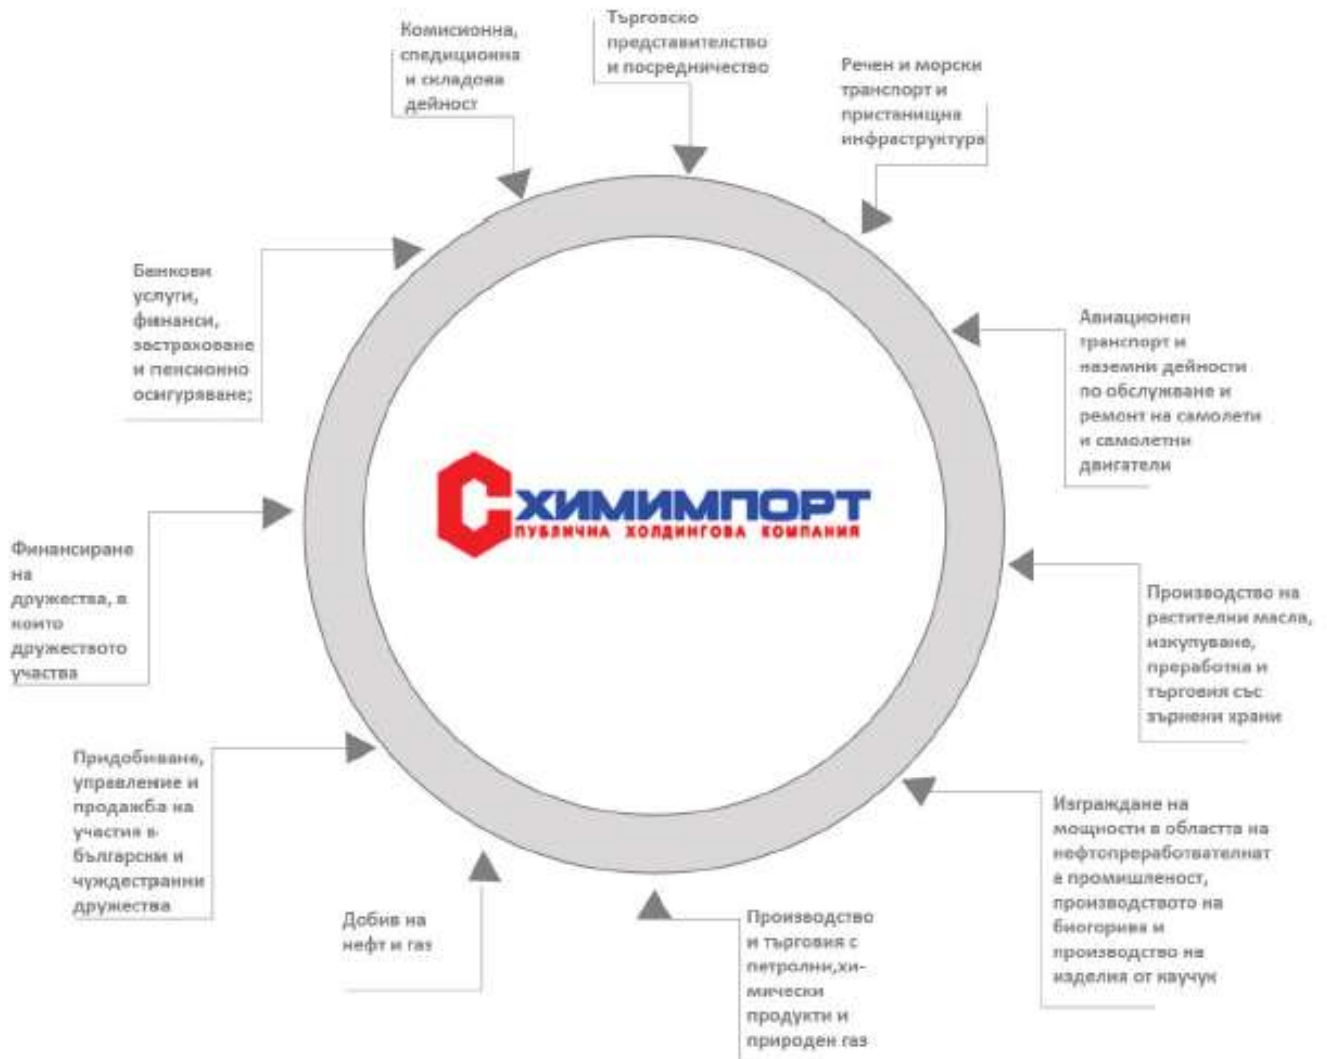 Комисионна,
спедиционна
и складова
дейност
Търговско
представителство
и посредничество
Речен и морски
транспорт и
пристанищна
инфраструктура
Банкови
услуги,
финанси,
застраховане
и пенсионно
осигуряване;
Авиационен
транспорт и
наземни дейности
по обслужване и
ремонт на самолети
и самолетни
двигатели
ХИМИМПОРТ
ПУБЛИЧНА ХОЛДИНГОВА КОМПАНИЯ
Финансиране
на
дружества, в
които
дружеството
участва
Производство на
растителни масла,
изкупуване,
преработка и
търговия със
зърнени храни
Придобиване,
управление и
продажба на
участия в
български и
чуждестранни
дружества
Изграждане на
мощности в областта на
нефтопреработвателнат
а промишленост,
производството на
биогорива и
производство на
изделия от каучук
Добив на
нефт и газ
Производство
и търговия с
петролни,хи-
мически
продукти и
природен газ